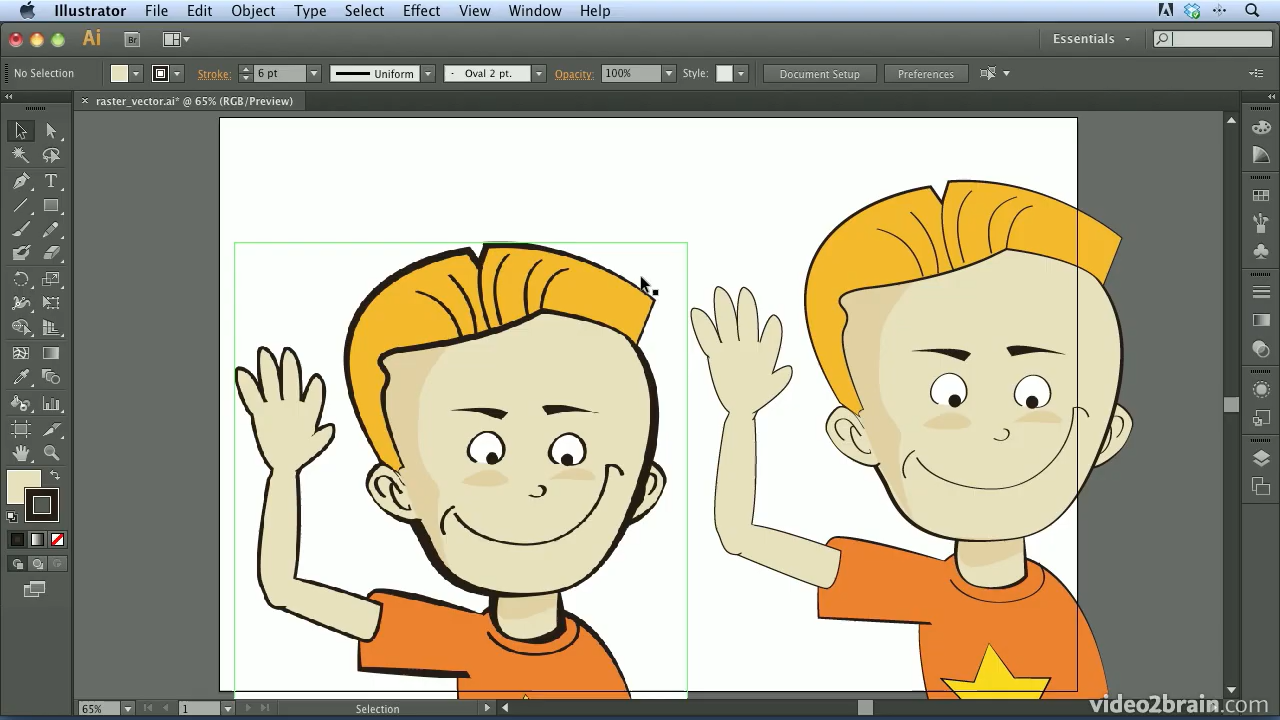 Illustrator File Edit Object Type Select Effect View Window Help
Ai Br Essentials
No Selection Stroke: 6 pt Uniform Oval 2 pt. Opacity: 100% Style: Document Setup Preferences
× raster_vector.ai* @ 65% (RGB/Preview)
T
65% 1 Selection
video2brain.com